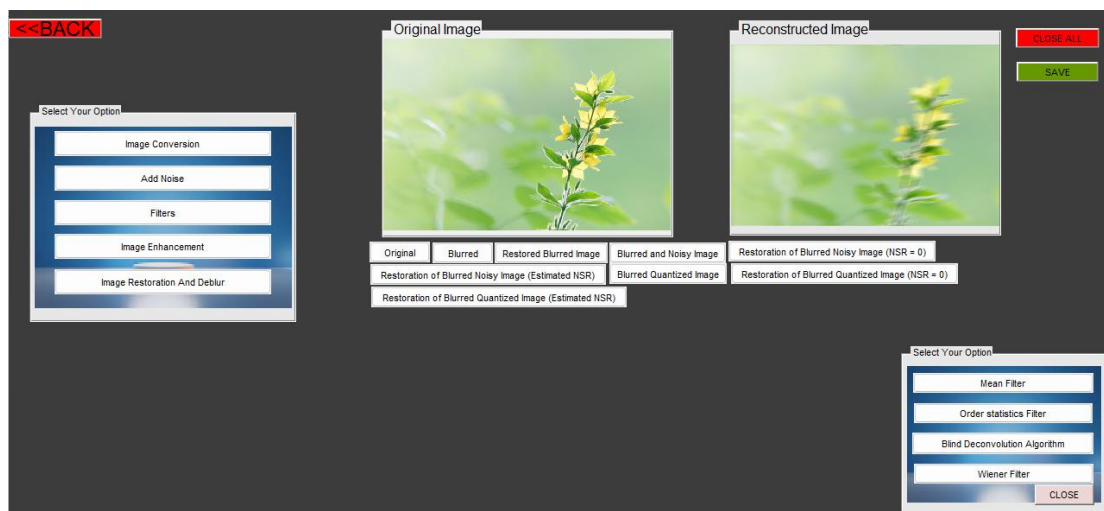 <<BACK
Original Image
Reconstructed Image
CLOSE ALL
SAVE
Select Your Option
Image Conversion
Add Noise
Filters
Image Enhancement
Image Restoration And Deblur
Original
Blurred
Restored Blurred Image
Blurred and Noisy Image
Restoration of Blurred Noisy Image (NSR = 0)
Restoration of Blurred Noisy Image (Estimated NSR)
Blurred Quantized Image
Restoration of Blurred Quantized Image (NSR = 0)
Restoration of Blurred Quantized Image (Estimated NSR)
Select Your Option
Mean Filter
Order statistics Filter
Blind Deconvolution Algorithm
Wiener Filter
CLOSE